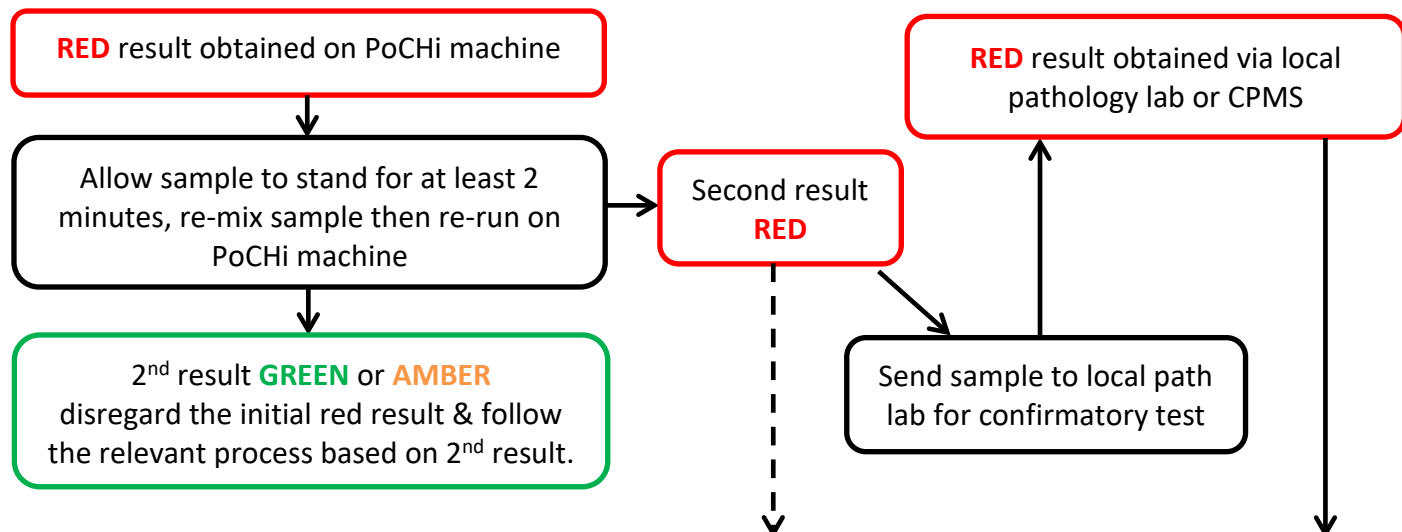 RED result obtained on PoCHi machine
Allow sample to stand for at least 2
minutes, re-mix sample then re-run on
PoCHi machine
2nd result GREEN or AMBER
disregard the initial red result & follow
the relevant process based on 2nd result.
Second result
RED
Send sample to local path
lab for confirmatory test
RED result obtained via local
pathology lab or CPMS